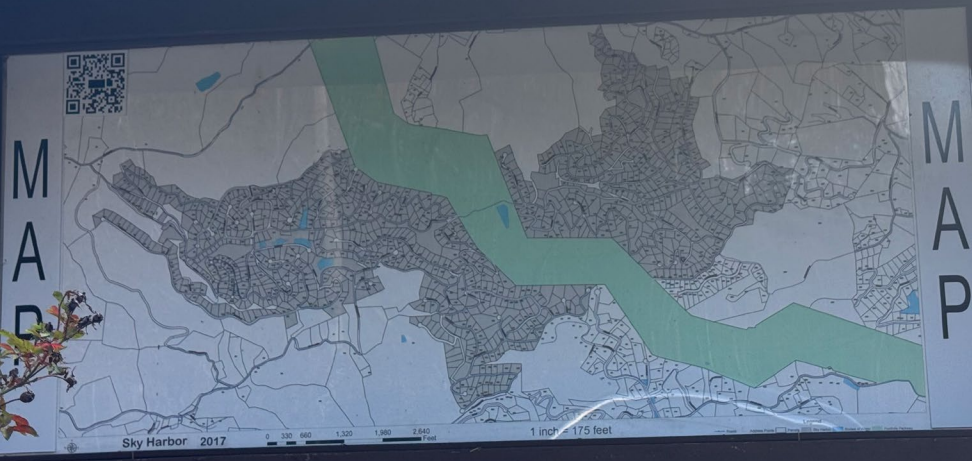 MAP
MAP
Sky Harbor 2017
0 330 660 1,320 1,980 2,640
Feet
1 inch = 175 feet